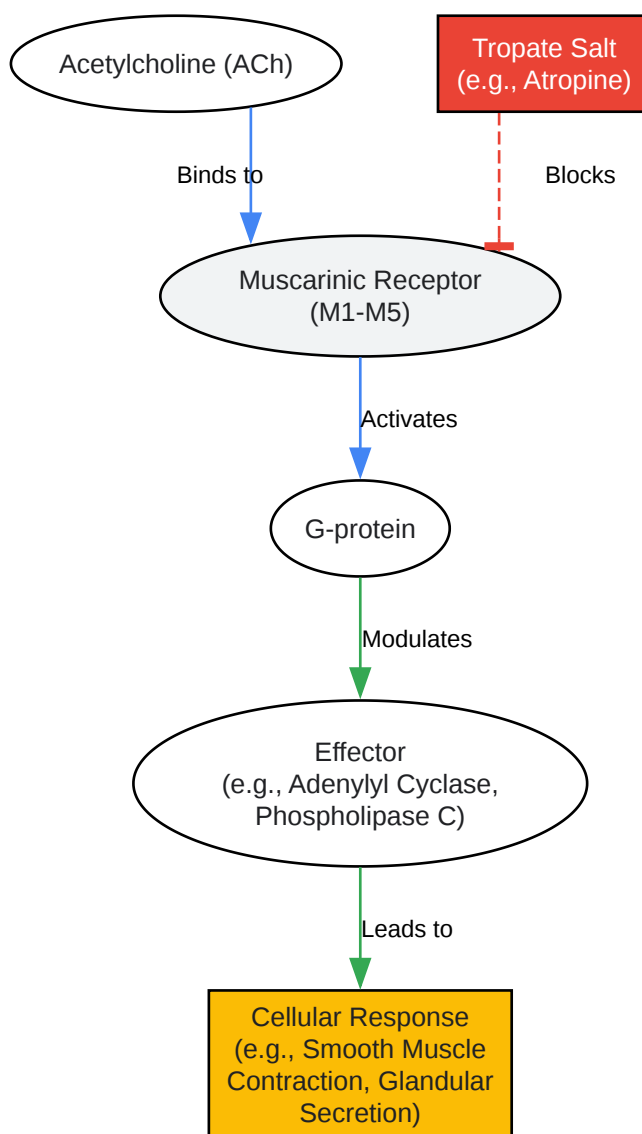 Acetylcholine (ACh)
Tropate Salt
(e.g., Atropine)
Binds to
Blocks
Muscarinic Receptor
(M1-M5)
Activates
G-protein
Modulates
Effector
(e.g., Adenylyl Cyclase,
Phospholipase C)
Leads to
Cellular Response
(e.g., Smooth Muscle
Contraction, Glandular
Secretion)